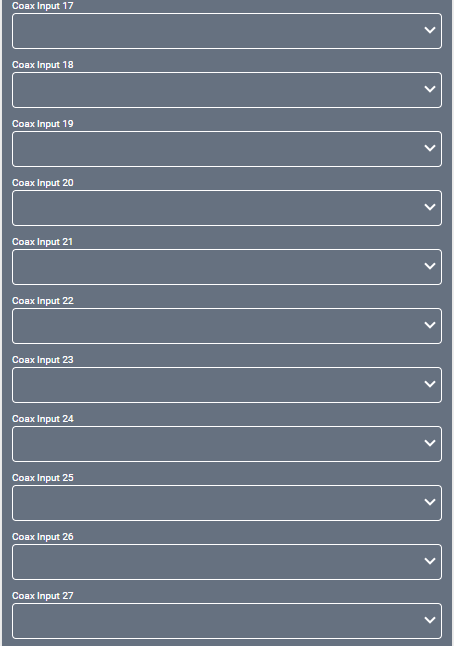 Coax Input 17
Coax Input 18
Coax Input 19
Coax Input 20
Coax Input 21
Coax Input 22
Coax Input 23
Coax Input 24
Coax Input 25
Coax Input 26
Coax Input 27